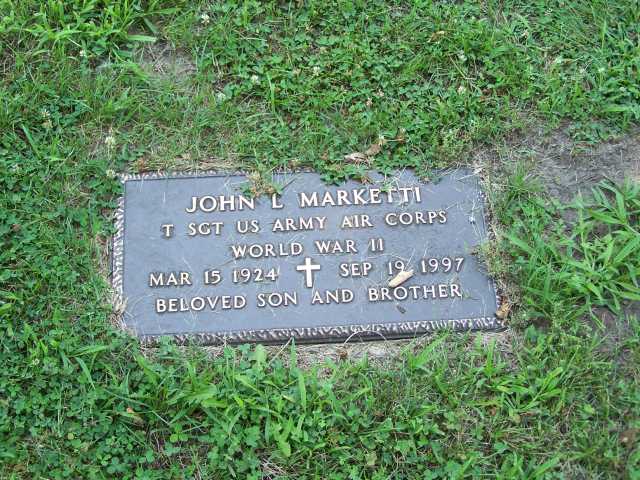 JOHN L MARKETTI
T SGT US ARMY AIR CORPS
WORLD WAR II
MAR 15 1924 SEP 19 1997
BELOVED SON AND BROTHER